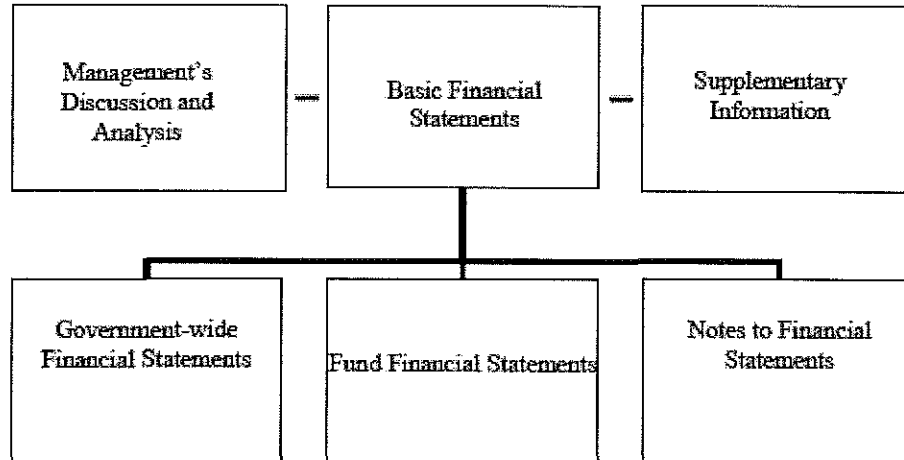 Management's
Discussion and
Analysis
Basic Financial
Statements
Supplementary
Information
Government-wide
Financial Statements
Fund Financial Statements
Notes to Financial
Statements